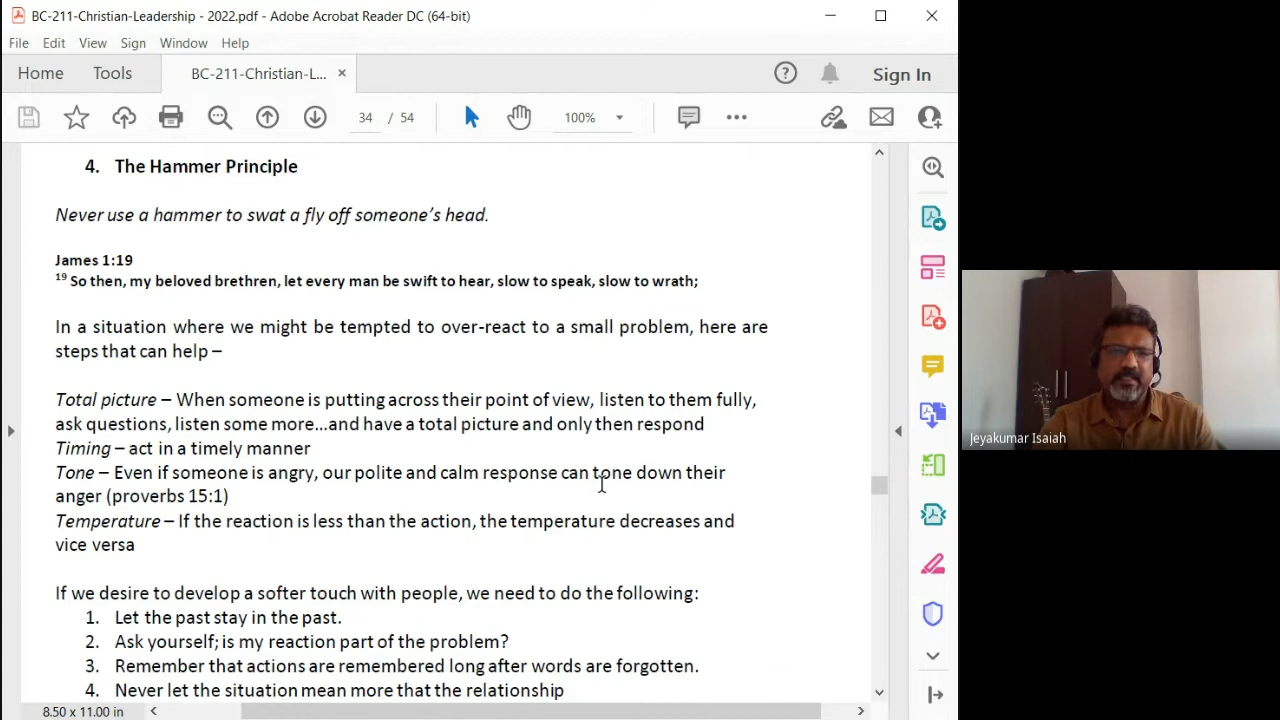 BC-211-Christian-Leadership - 2022.pdf - Adobe Acrobat Reader DC (64-bit)
File Edit View Sign Window Help
Home Tools BC-211-Christian-L... × Sign In
34 / 54 100%
4. The Hammer Principle
Never use a hammer to swat a fly off someone's head.
James 1:19
19 So then, my beloved brethren, let every man be swift to hear, slow to speak, slow to wrath;
In a situation where we might be tempted to over-react to a small problem, here are
steps that can help –
Total picture – When someone is putting across their point of view, listen to them fully,
ask questions, listen some more...and have a total picture and only then respond
Timing – act in a timely manner
Tone – Even if someone is angry, our polite and calm response can tone down their
anger (proverbs 15:1)
Temperature – If the reaction is less than the action, the temperature decreases and
vice versa
If we desire to develop a softer touch with people, we need to do the following:
1. Let the past stay in the past.
2. Ask yourself; is my reaction part of the problem?
3. Remember that actions are remembered long after words are forgotten.
4. Never let the situation mean more that the relationship
8.50 x 11.00 in
Jeyakumar Isaiah